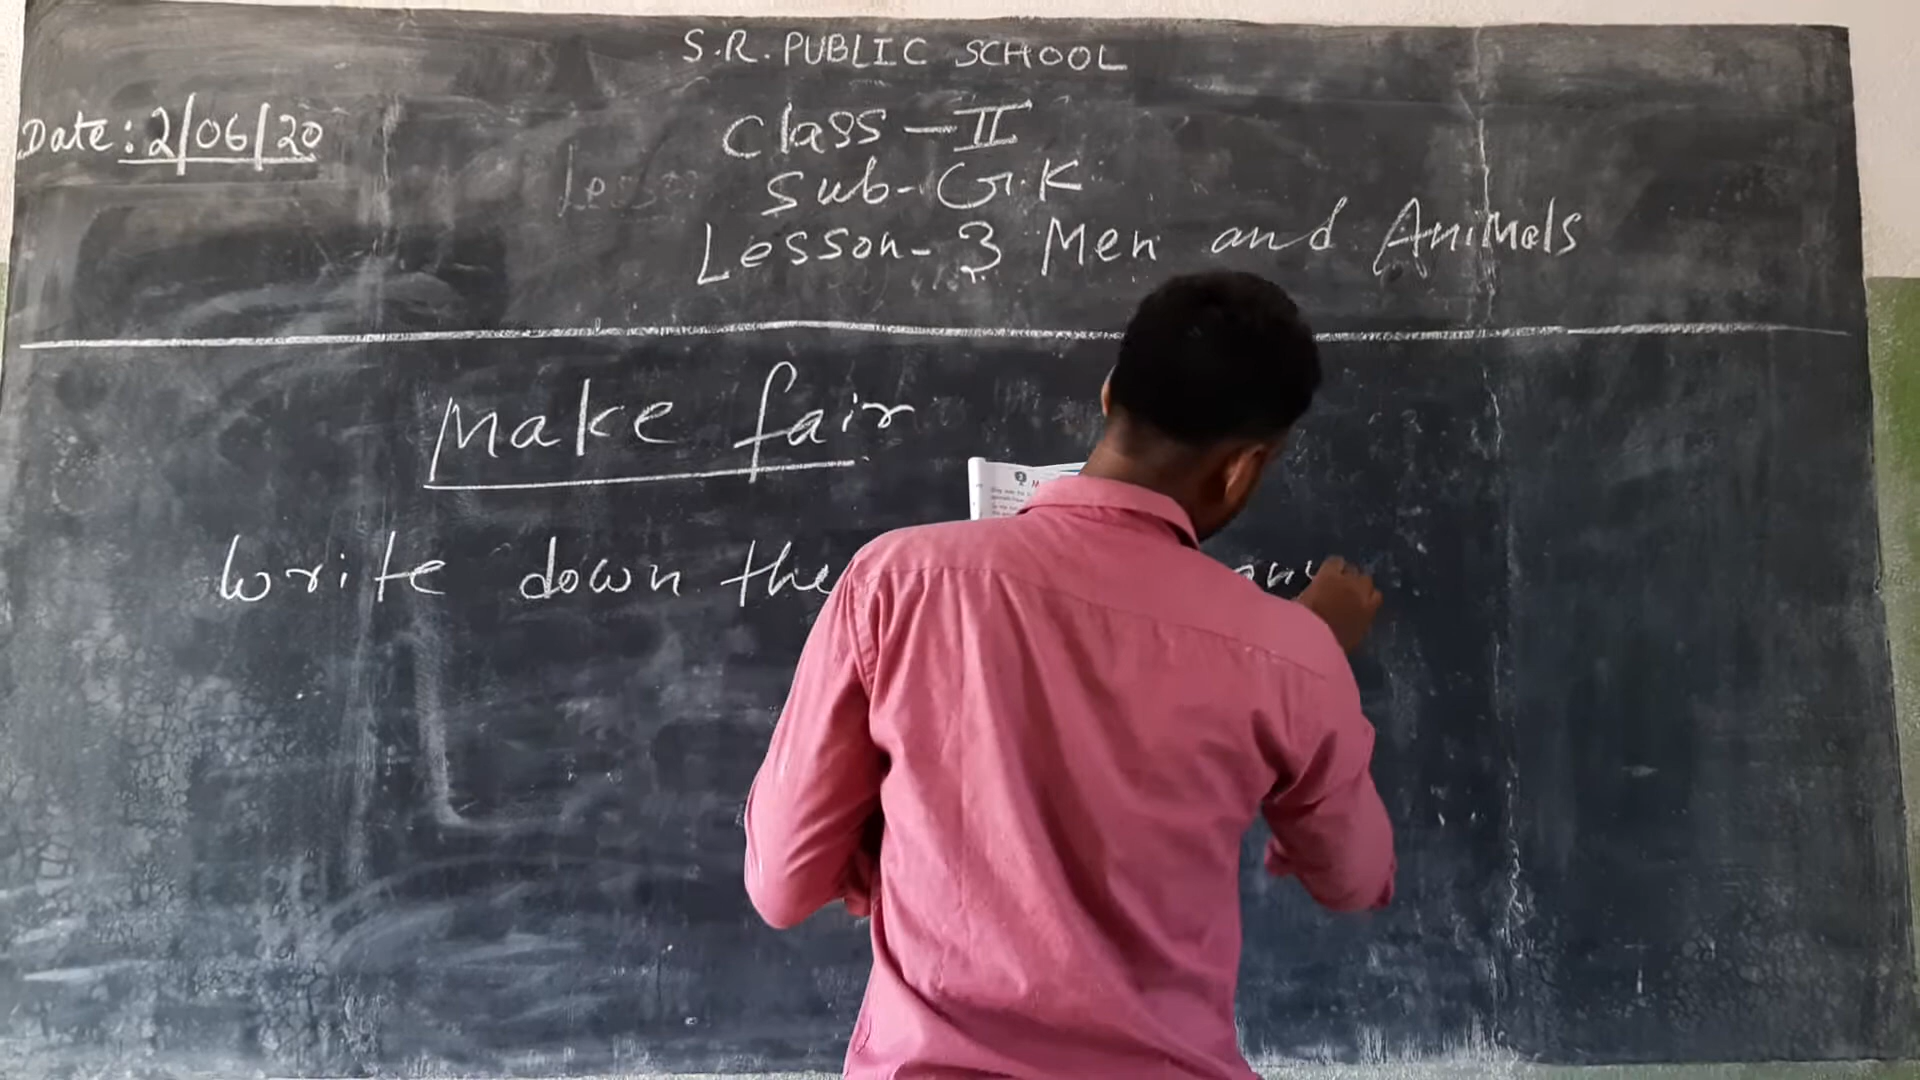 S.R. PUBLIC SCHOOL
Date: 2/06/20
Class - II
Sub - G.K
Lesson - 3 Men and Animals
Make fair
Write down the